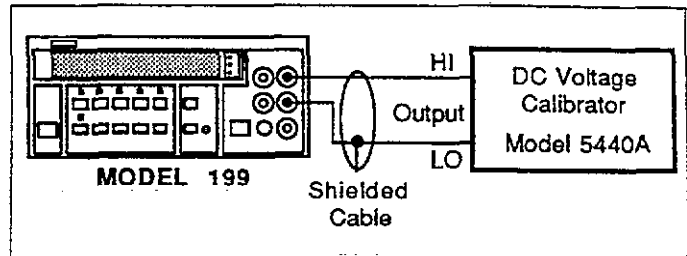 HI
DC Voltage
Calibrator
Output
Model 5440A
LO
MODEL 199
Shielded
Cable